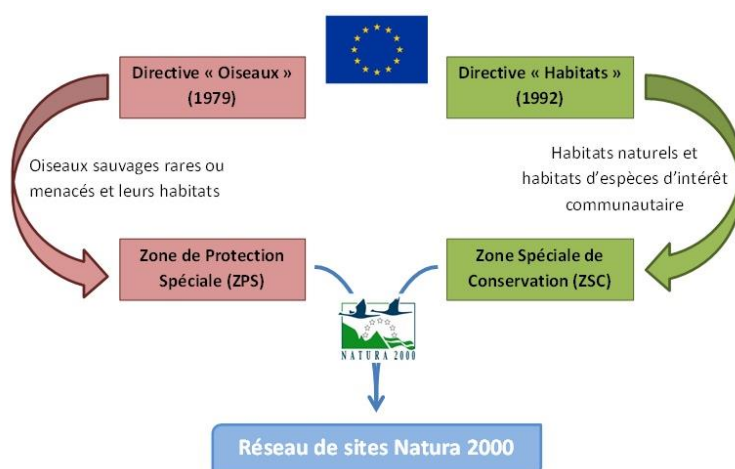 Directive « Oiseaux »
(1979)
Directive « Habitats »
(1992)
Oiseaux sauvages rares ou
menacés et leurs habitats
Habitats naturels et
habitats d’espèces d’intérêt
communautaire
Zone de Protection
Spéciale (ZPS)
Zone Spéciale de
Conservation (ZSC)
NATURA 2000
Réseau de sites Natura 2000